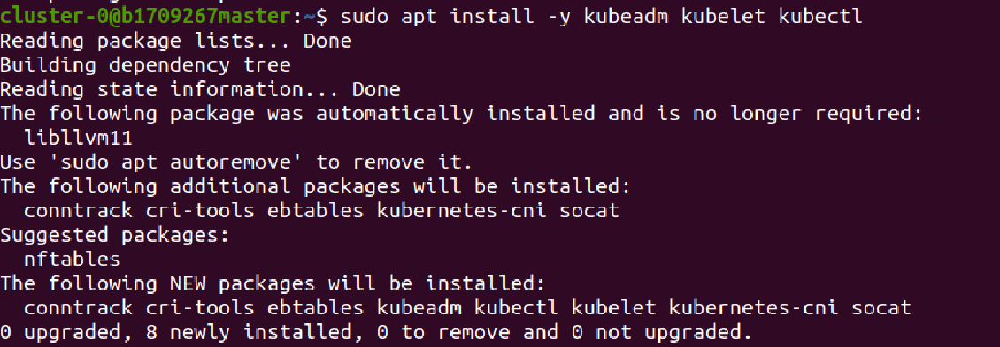 cluster-0@b1709267master:~$ sudo apt install -y kubeadm kubelet kubectl
Reading package lists... Done
Building dependency tree
Reading state information... Done
The following package was automatically installed and is no longer required:
  libllvm11
Use 'sudo apt autoremove' to remove it.
The following additional packages will be installed:
  conntrack cri-tools ebtables kubernetes-cni socat
Suggested packages:
  nftables
The following NEW packages will be installed:
  conntrack cri-tools ebtables kubeadm kubectl kubelet kubernetes-cni socat
0 upgraded, 8 newly installed, 0 to remove and 0 not upgraded.